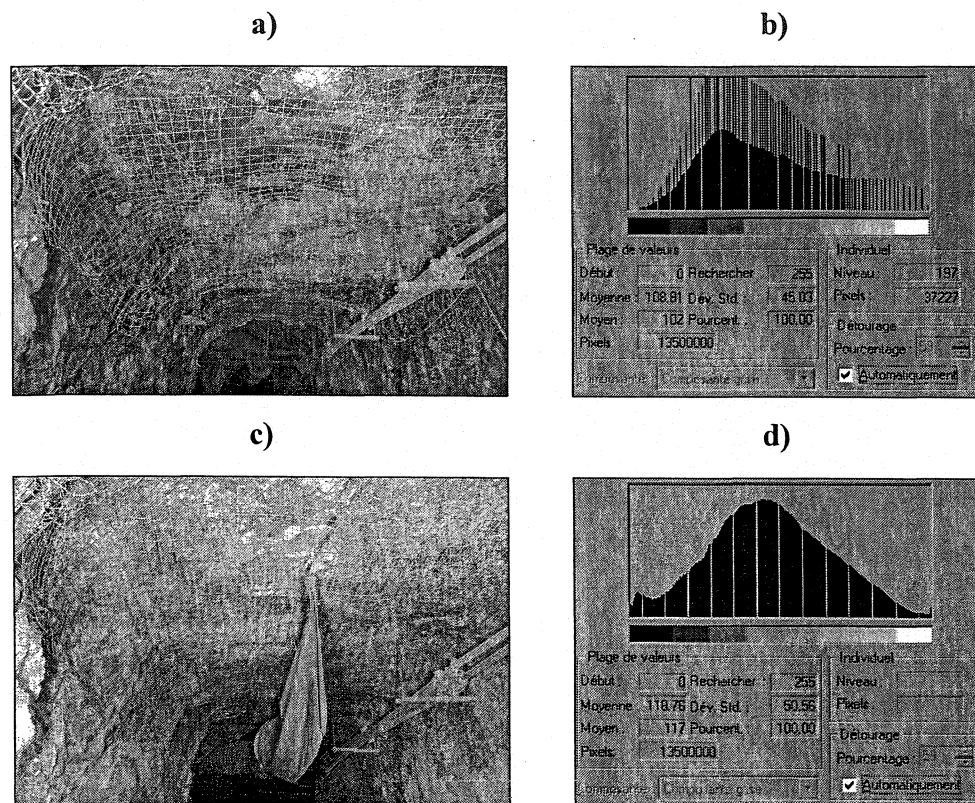 a)
b)
Plage de valeurs
Individuel
Début : 0 Rechercher : 255
Niveau : 197
Moyenne : 108.81 Dév. Std. : 45.03
Pixels : 37227
Moyen : 102 Pourcent. : 100.00
Détourage
Pixels 13500000
Pourcentage :
Automatiquement
c)
d)
Plage de valeurs
Individuel
Début : 0 Rechercher : 255
Niveau :
Moyenne : 118.76 Dév. Std. : 50.56
Pixels :
Moyen : 117 Pourcent. : 100.00
Détourage
Pixels : 13500000
Pourcentage :
Automatiquement